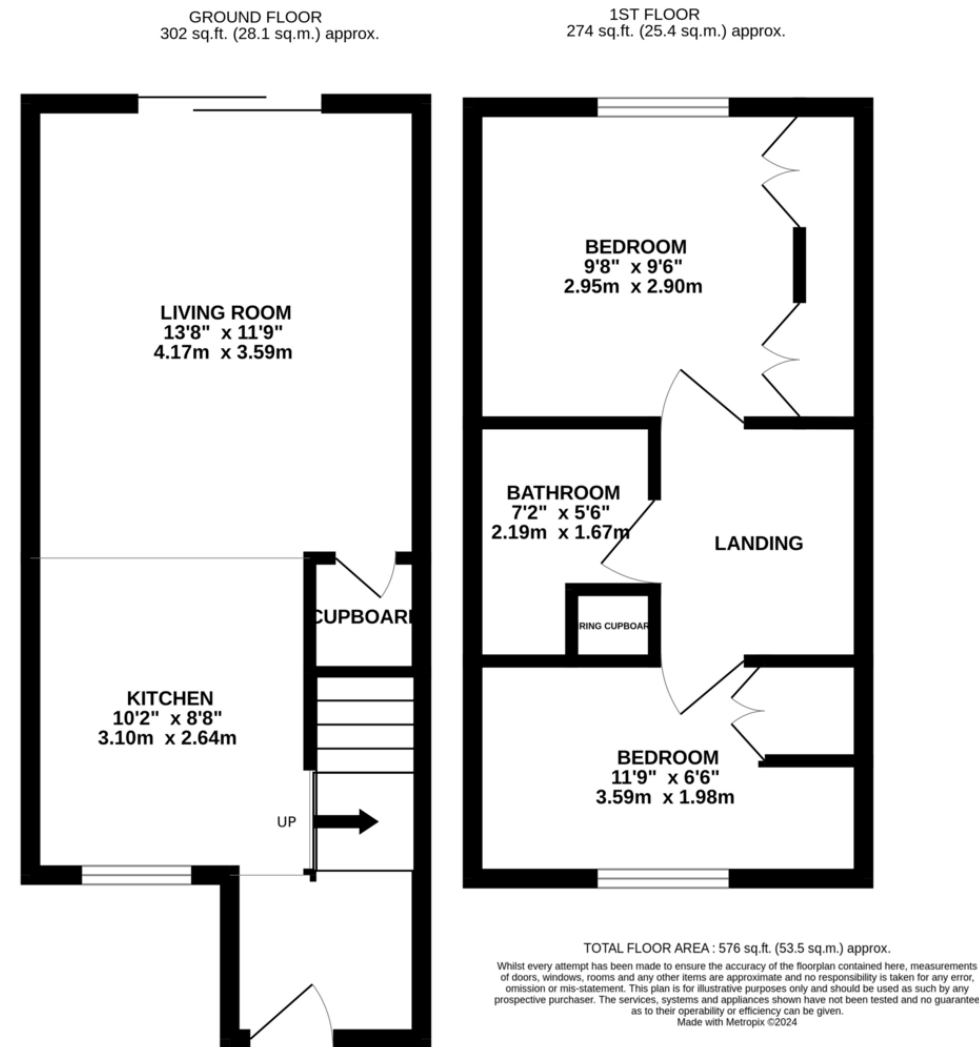 GROUND FLOOR
302 sq.ft. (28.1 sq.m.) approx.
1ST FLOOR
274 sq.ft. (25.4 sq.m.) approx.
LIVING ROOM
13'8" x 11'9"
4.17m x 3.59m
CUPBOARD
KITCHEN
10'2" x 8'8"
3.10m x 2.64m
UP
BEDROOM
9'8" x 9'6"
2.95m x 2.90m
BATHROOM
7'2" x 5'6"
2.19m x 1.67m
LANDING
RING CUPBOAR
BEDROOM
11'9" x 6'6"
3.59m x 1.98m
TOTAL FLOOR AREA : 576 sq.ft. (53.5 sq.m.) approx.
Whilst every attempt has been made to ensure the accuracy of the floorplan contained here, measurements
of doors, windows, rooms and any other items are approximate and no responsibility is taken for any error,
omission or mis-statement. This plan is for illustrative purposes only and should be used as such by any
prospective purchaser. The services, systems and appliances shown have not been tested and no guarantee
as to their operability or efficiency can be given.
Made with Metropix ©2024